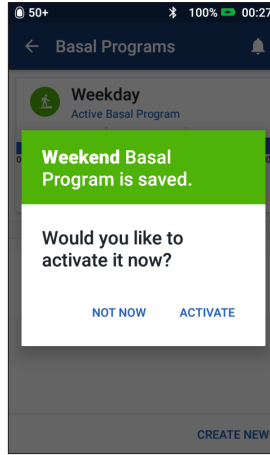 50+ 100% 00:27
Basal Programs
Weekday
Active Basal Program
Weekend Basal
Program is saved.
Would you like to
activate it now?
NOT NOW ACTIVATE
CREATE NEW